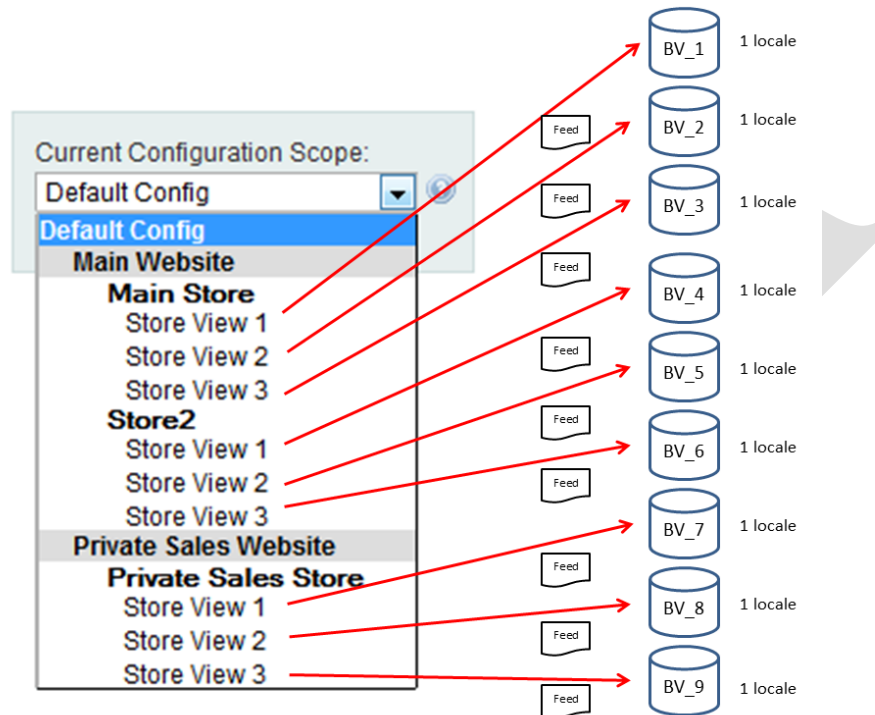 Current Configuration Scope:
Default Config
Default Config
Main Website
Main Store
Store View 1
Store View 2
Store View 3
Store2
Store View 1
Store View 2
Store View 3
Private Sales Website
Private Sales Store
Store View 1
Store View 2
Store View 3
Feed
Feed
Feed
Feed
Feed
Feed
Feed
Feed
Feed
BV_1 1 locale
BV_2 1 locale
BV_3 1 locale
BV_4 1 locale
BV_5 1 locale
BV_6 1 locale
BV_7 1 locale
BV_8 1 locale
BV_9 1 locale